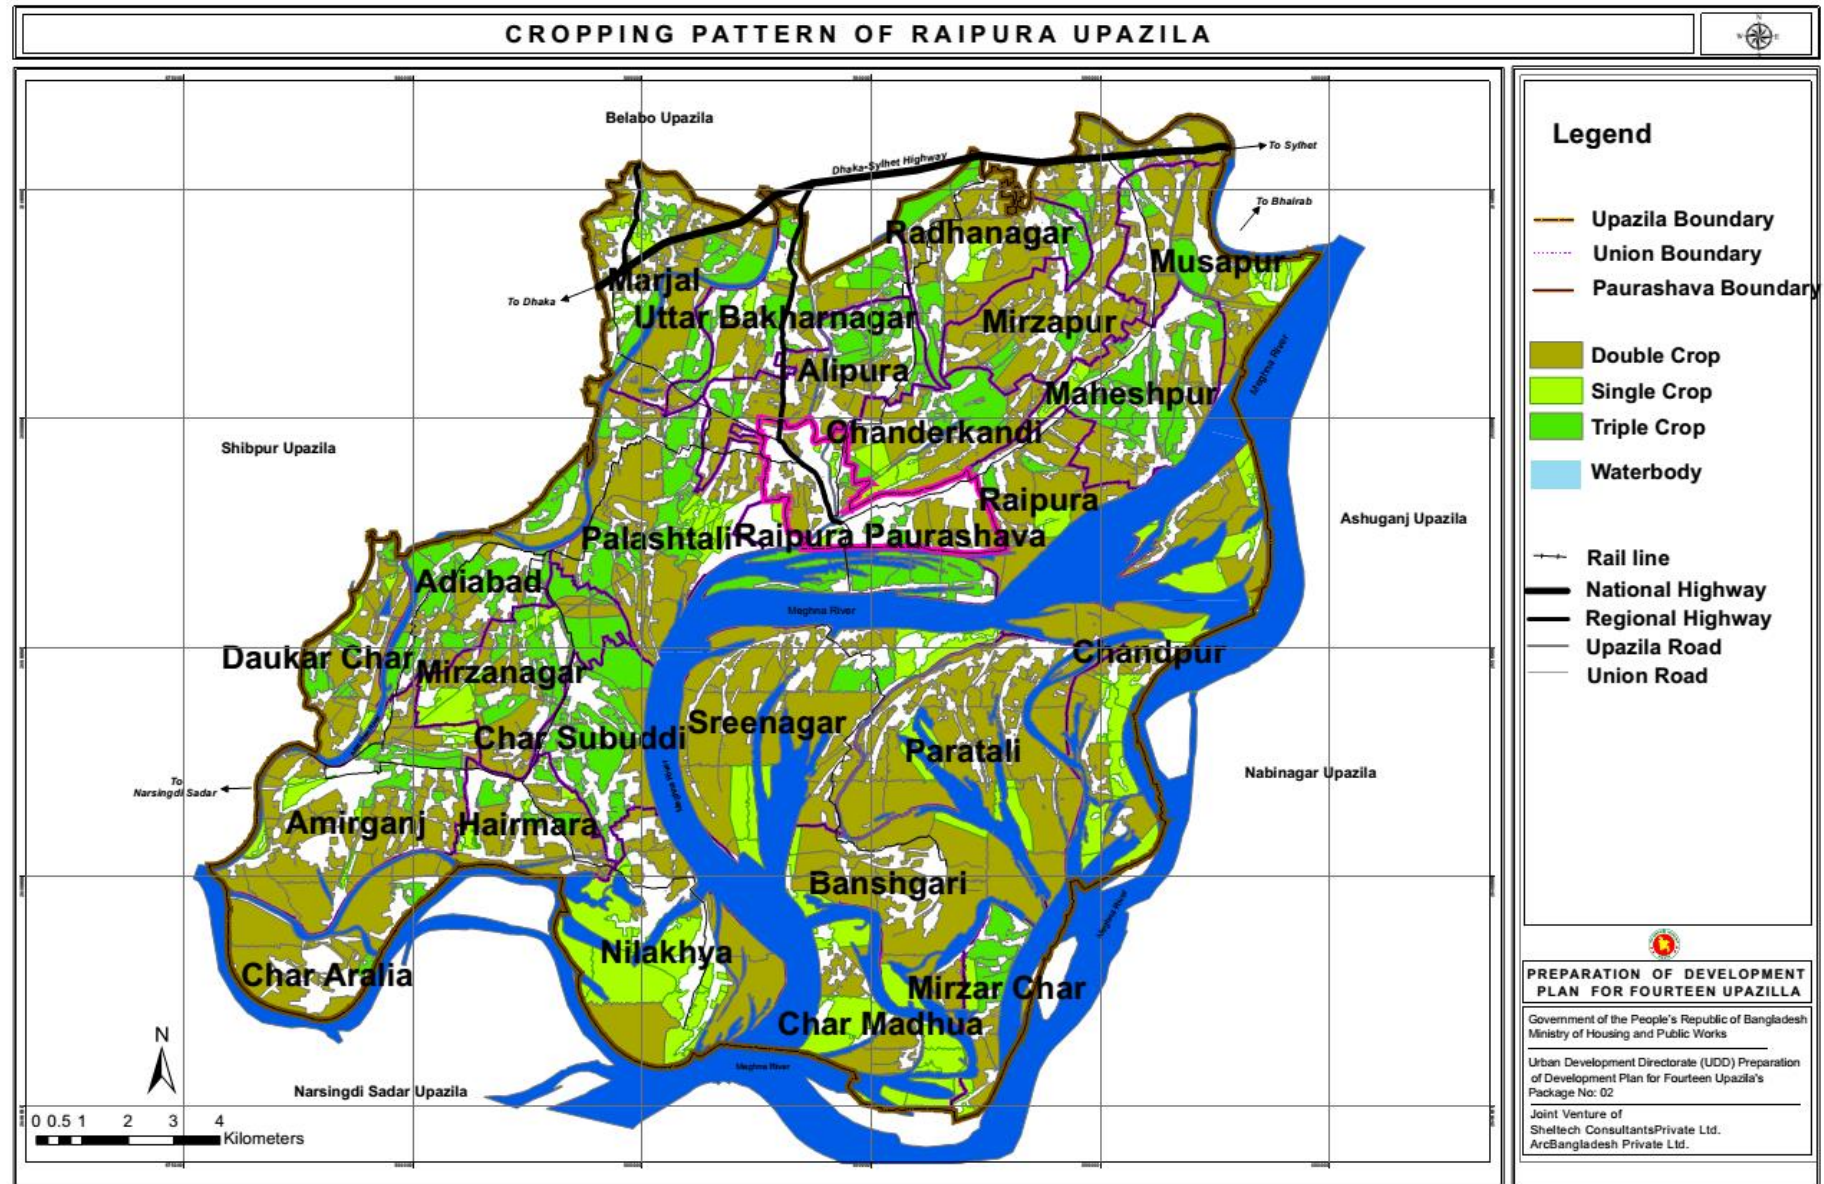 CROPPING PATTERN OF RAIPURA UPAZILA
N
W
E
Belabo Upazila
Dhaka-Sylhet Highway
To Sylhet
To Bhairab
Radhanagar
Musapur
Marjal
To Dhaka
Uttar Bakharnagar
Mirzapur
Meghna River
Alipura
Maheshpur
Chanderkandi
Shibpur Upazila
Raipura
Ashuganj Upazila
Palashtali
Raipura Paurashava
Adiabad
Meghna River
Daukar Char
Mirzanagar
Chandpur
Sreenagar
Char Subuddi
Paratali
Nabinagar Upazila
To
Narsingdi Sadar
Meghna River
Amirganj
Hairmara
Banshgari
Meghna River
Nilakhya
Char Aralia
Mirzar Char
Char Madhua
Meghna River
N
Narsingdi Sadar Upazila
0 0.5 1 2 3 4
Kilometers
Legend
Upazila Boundary
Union Boundary
Paurashava Boundary
Double Crop
Single Crop
Triple Crop
Waterbody
Rail line
National Highway
Regional Highway
Upazila Road
Union Road
PREPARATION OF DEVELOPMENT
PLAN FOR FOURTEEN UPAZILLA
Government of the People's Republic of Bangladesh
Ministry of Housing and Public Works
Urban Development Directorate (UDD) Preparation
of Development Plan for Fourteen Upazila's
Package No: 02
Joint Venture of
Sheltech ConsultantsPrivate Ltd.
ArcBangladesh Private Ltd.